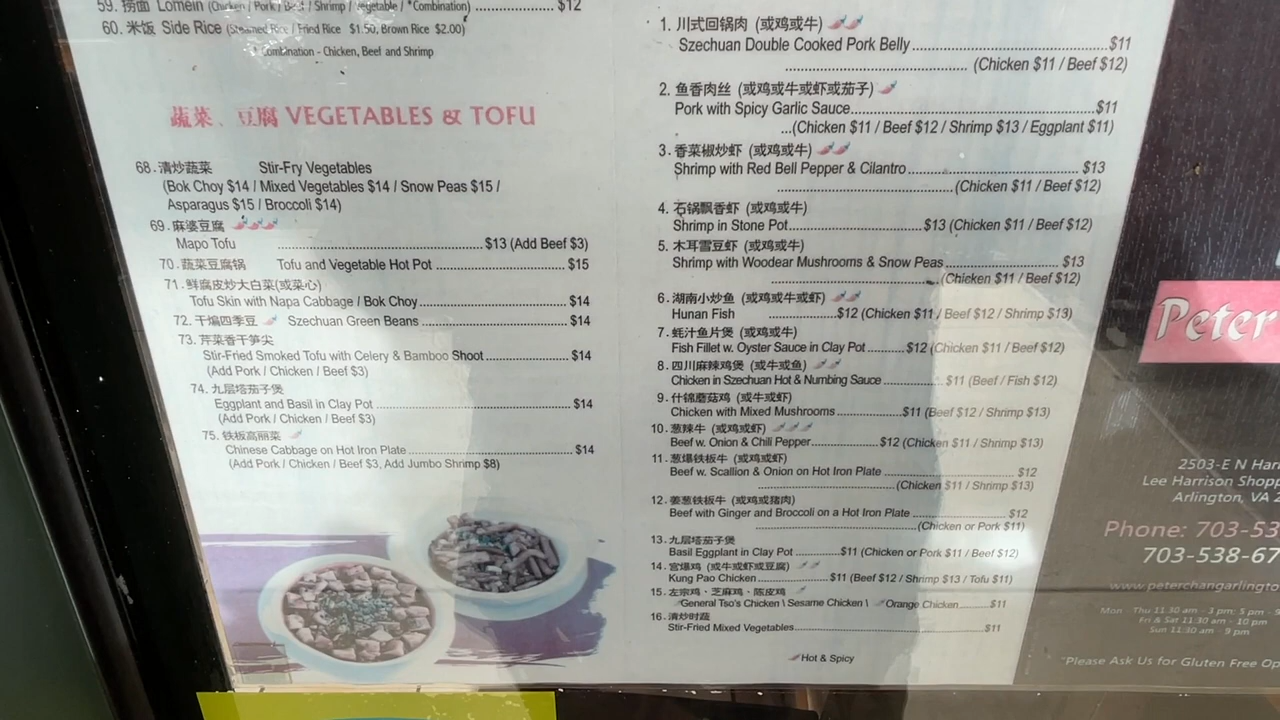 59. 捞面 Lomein (Chicken / Pork / Beef / Shrimp / Vegetable / *Combination) ................... $12
60. 米饭 Side Rice (Steamed Rice / Fried Rice $1.50, Brown Rice $2.00)
* Combination - Chicken, Beef and Shrimp
蔬菜、豆腐 VEGETABLES & TOFU
68.清炒蔬菜 Stir-Fry Vegetables
(Bok Choy $14 / Mixed Vegetables $14 / Snow Peas $15 /
Asparagus $15 / Broccoli $14)
69.麻婆豆腐
Mapo Tofu ..................................................$13 (Add Beef $3)
70.蔬菜豆腐锅 Tofu and Vegetable Hot Pot .....................................$15
71.鲜腐皮炒大白菜(或菜心)
Tofu Skin with Napa Cabbage / Bok Choy....................................$14
72.干煸四季豆 Szechuan Green Beans ....................................$14
73.芹菜香干笋尖
Stir-Fried Smoked Tofu with Celery & Bamboo Shoot.....................$14
(Add Pork / Chicken / Beef $3)
74.九层塔茄子煲
Eggplant and Basil in Clay Pot ................................................$14
(Add Pork / Chicken / Beef $3)
75.铁板高丽菜
Chinese Cabbage on Hot Iron Plate ............................................$14
(Add Pork / Chicken / Beef $3, Add Jumbo Shrimp $8)
1. 川式回锅肉 (或鸡或牛)
Szechuan Double Cooked Pork Belly...........................................$11
........................................ (Chicken $11 / Beef $12)
2. 鱼香肉丝 (或鸡或牛或虾或茄子)
Pork with Spicy Garlic Sauce..................................................$11
...(Chicken $11 / Beef $12 / Shrimp $13 / Eggplant $11)
3. 香菜椒炒虾 (或鸡或牛)
Shrimp with Red Bell Pepper & Cilantro..................................... $13
.......................................(Chicken $11 / Beef $12)
4. 石锅飘香虾 (或鸡或牛)
Shrimp in Stone Pot................................$13 (Chicken $11 / Beef $12)
5. 木耳雪豆虾 (或鸡或牛)
Shrimp with Woodear Mushrooms & Snow Peas........................... $13
........................................(Chicken $11 / Beef $12)
6. 湖南小炒鱼 (或鸡或牛或虾)
Hunan Fish ............$12 (Chicken $11 / Beef $12 / Shrimp $13)
7. 蚝汁鱼片煲 (或鸡或牛)
Fish Fillet w. Oyster Sauce in Clay Pot ..........$12 (Chicken $11 / Beef $12)
8. 四川麻辣鸡煲 (或牛或鱼)
Chicken in Szechuan Hot & Numbing Sauce ................ $11 (Beef / Fish $12)
9. 什锦蘑菇鸡 (或牛或虾)
Chicken with Mixed Mushrooms.................$11 (Beef $12 / Shrimp $13)
10. 葱辣牛 (或鸡或虾)
Beef w. Onion & Chili Pepper.................$12 (Chicken $11 / Shrimp $13)
11. 葱爆铁板牛 (或鸡或虾)
Beef w. Scallion & Onion on Hot Iron Plate ................................ $12
...................................(Chicken $11 / Shrimp $13)
12. 姜葱铁板牛 (或鸡或猪肉)
Beef with Ginger and Broccoli on a Hot Iron Plate ......................... $12
........................................(Chicken or Pork $11)
13.九层塔茄子煲
Basil Eggplant in Clay Pot ............$11 (Chicken or Pork $11 / Beef $12)
14. 宫爆鸡 (或牛或虾或豆腐)
Kung Pao Chicken....................$11 (Beef $12 / Shrimp $13 / Tofu $11)
15. 左宗鸡、芝麻鸡、陈皮鸡
General Tso's Chicken \ Sesame Chicken \ Orange Chicken...........$11
16. 清炒时蔬
Stir-Fried Mixed Vegetables.......................................................$11
Hot & Spicy
Peter
2503-E N Harr
Lee Harrison Shopp
Arlington, VA 2
Phone: 703-53
703-538-67
www.peterchangarlingto
Mon - Thu 11:30 am - 3 pm; 5 pm - 9
Fri & Sat 11:30 am - 10 pm
Sun 11:30 am - 9 pm
"Please Ask Us for Gluten Free Op